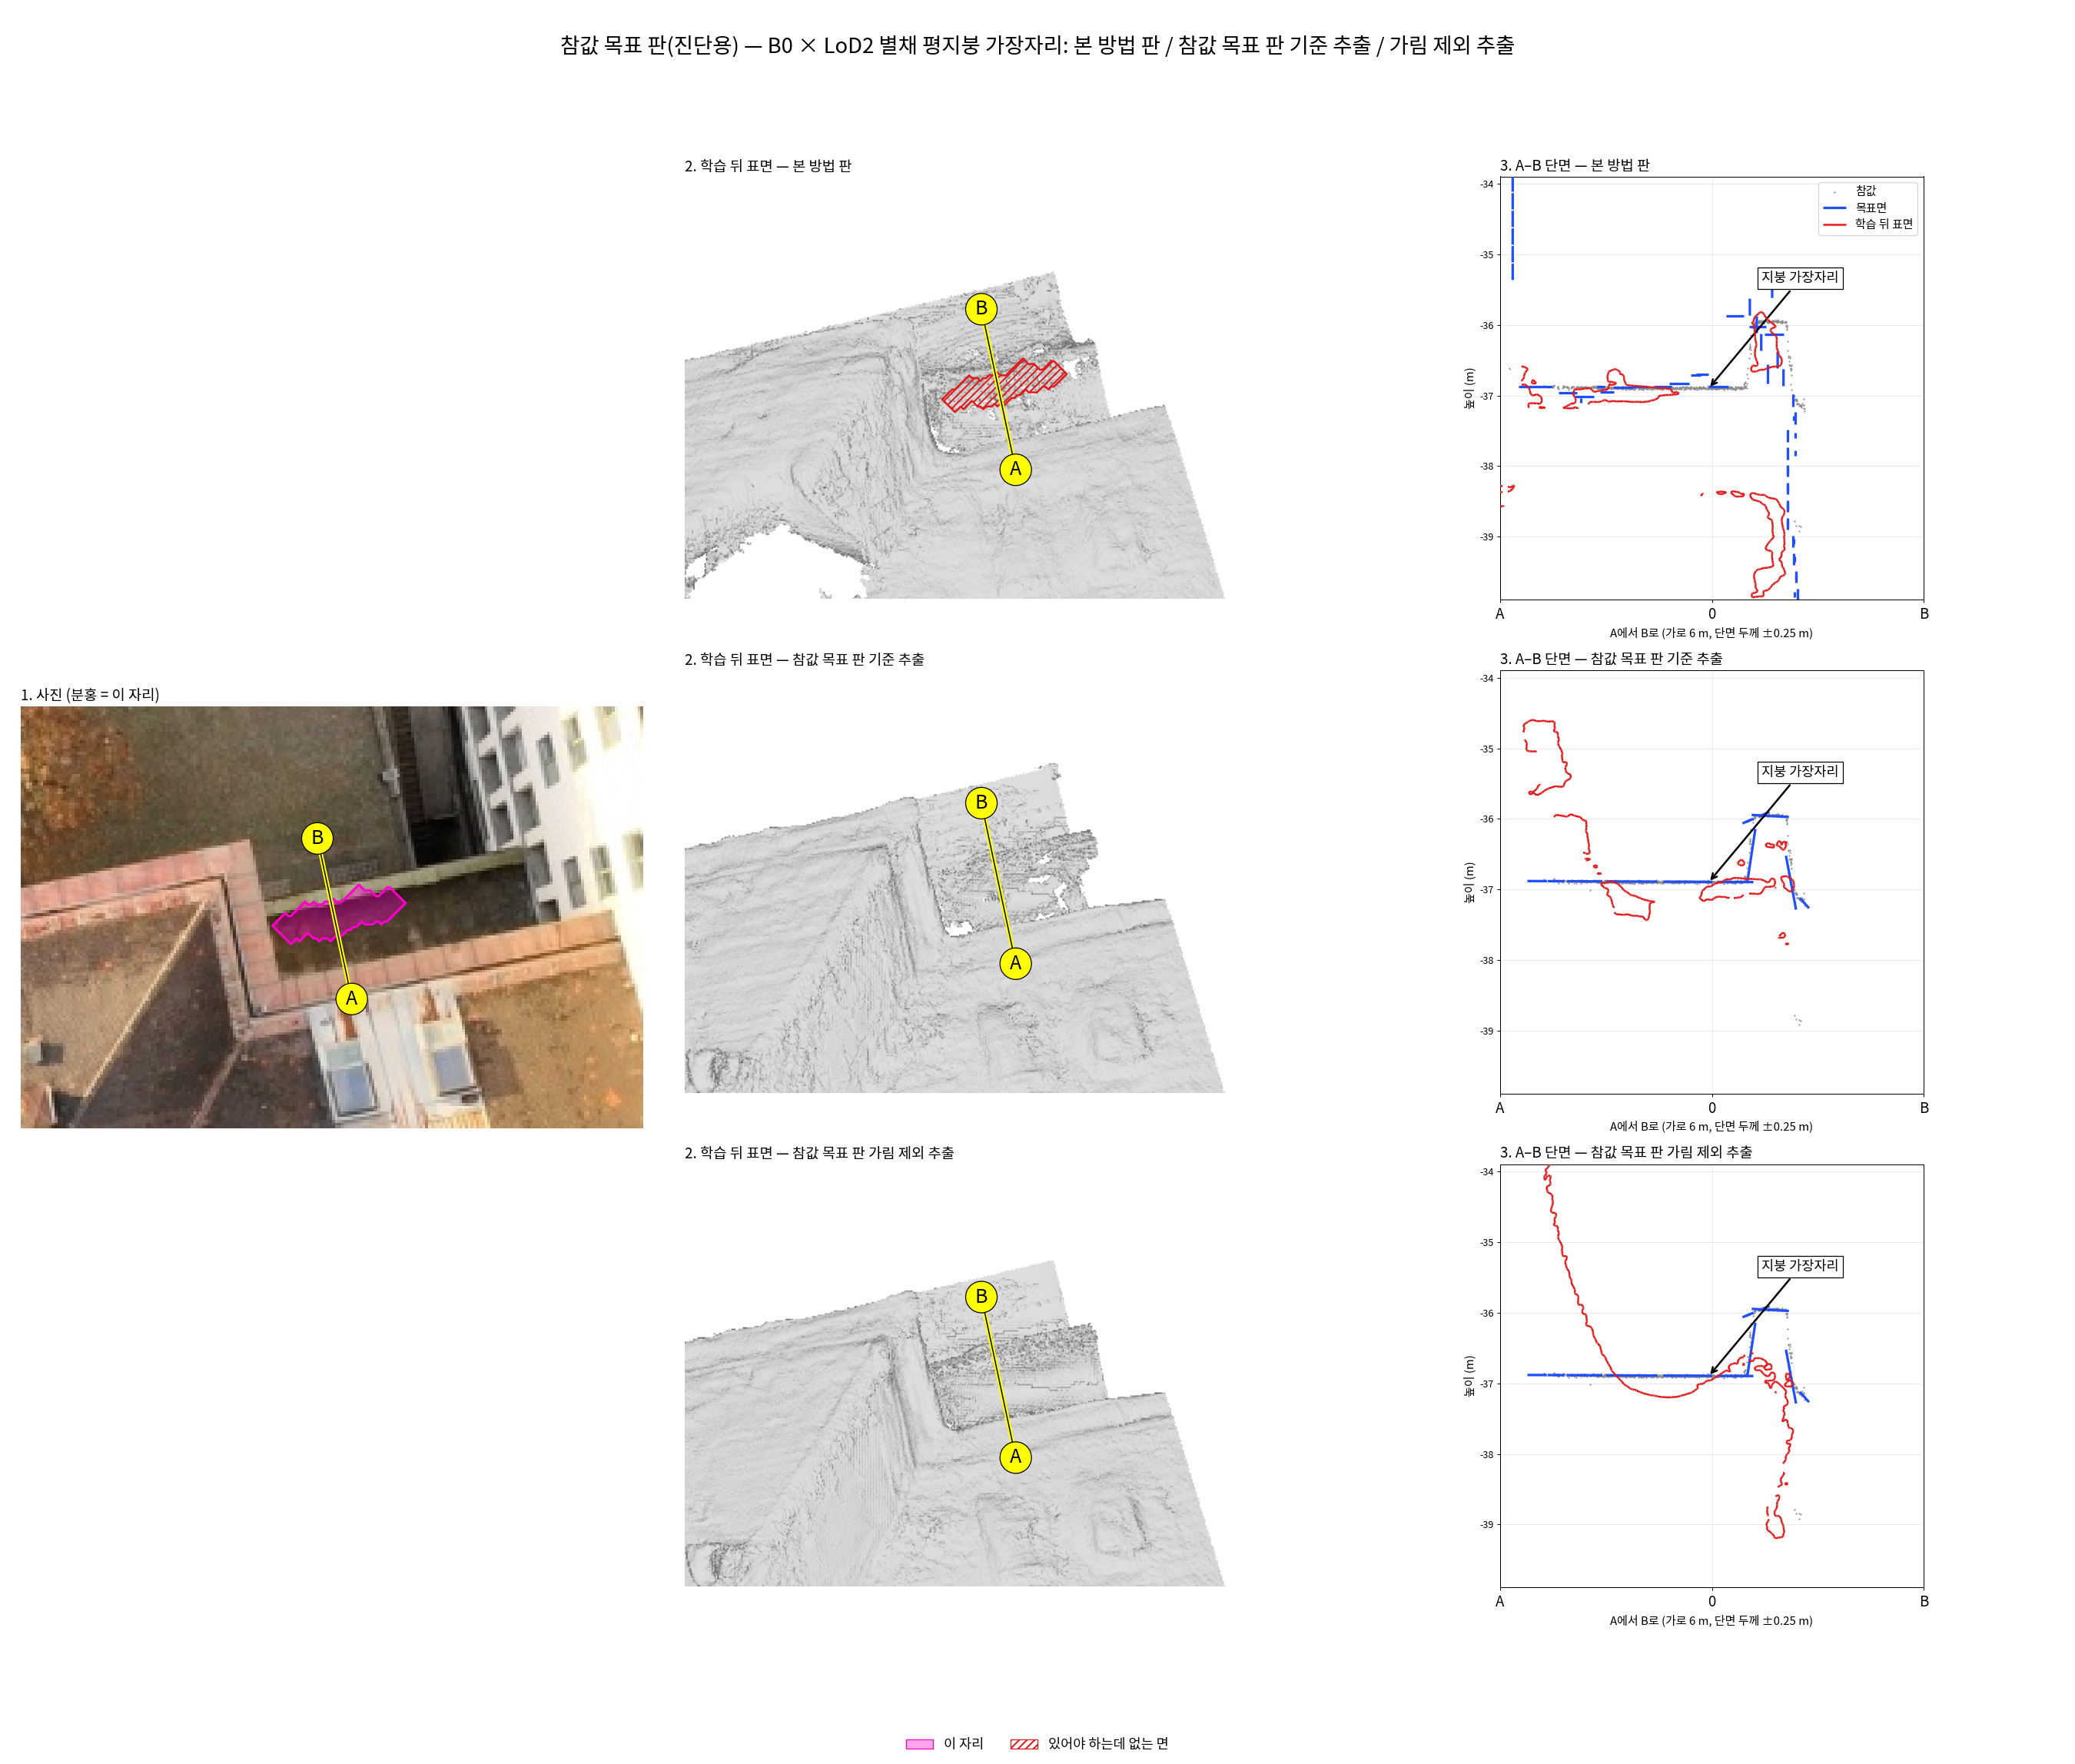 참값 목표 판(진단용) — B0 × LoD2 별채 평지붕 가장자리: 본 방법 판 / 참값 목표 판 기준 추출 / 가림 제외 추출
2. 학습 뒤 표면 — 본 방법 판
B
A
3. A–B 단면 — 본 방법 판
참값
목표면
학습 뒤 표면
지붕 가장자리
높이 (m)
-34
-35
-36
-37
-38
-39
A 0 B
A에서 B로 (가로 6 m, 단면 두께 ±0.25 m)
1. 사진 (분홍 = 이 자리)
B
A
2. 학습 뒤 표면 — 참값 목표 판 기준 추출
B
A
3. A–B 단면 — 참값 목표 판 기준 추출
지붕 가장자리
높이 (m)
-34
-35
-36
-37
-38
-39
A 0 B
A에서 B로 (가로 6 m, 단면 두께 ±0.25 m)
2. 학습 뒤 표면 — 참값 목표 판 가림 제외 추출
B
A
3. A–B 단면 — 참값 목표 판 가림 제외 추출
지붕 가장자리
높이 (m)
-34
-35
-36
-37
-38
-39
A 0 B
A에서 B로 (가로 6 m, 단면 두께 ±0.25 m)
이 자리
있어야 하는데 없는 면